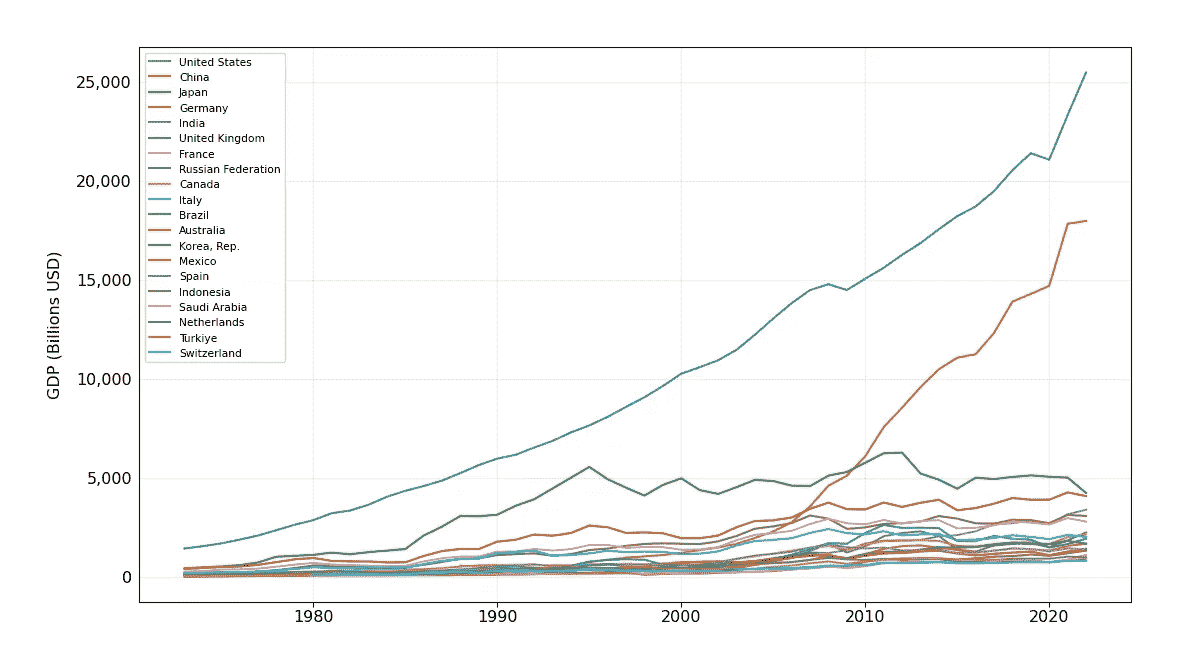 United States
China
Japan
Germany
India
United Kingdom
France
Russian Federation
Canada
Italy
Brazil
Australia
Korea, Rep.
Mexico
Spain
Indonesia
Saudi Arabia
Netherlands
Turkiye
Switzerland
GDP (Billions USD)
25,000
20,000
15,000
10,000
5,000
0
1980 1990 2000 2010 2020